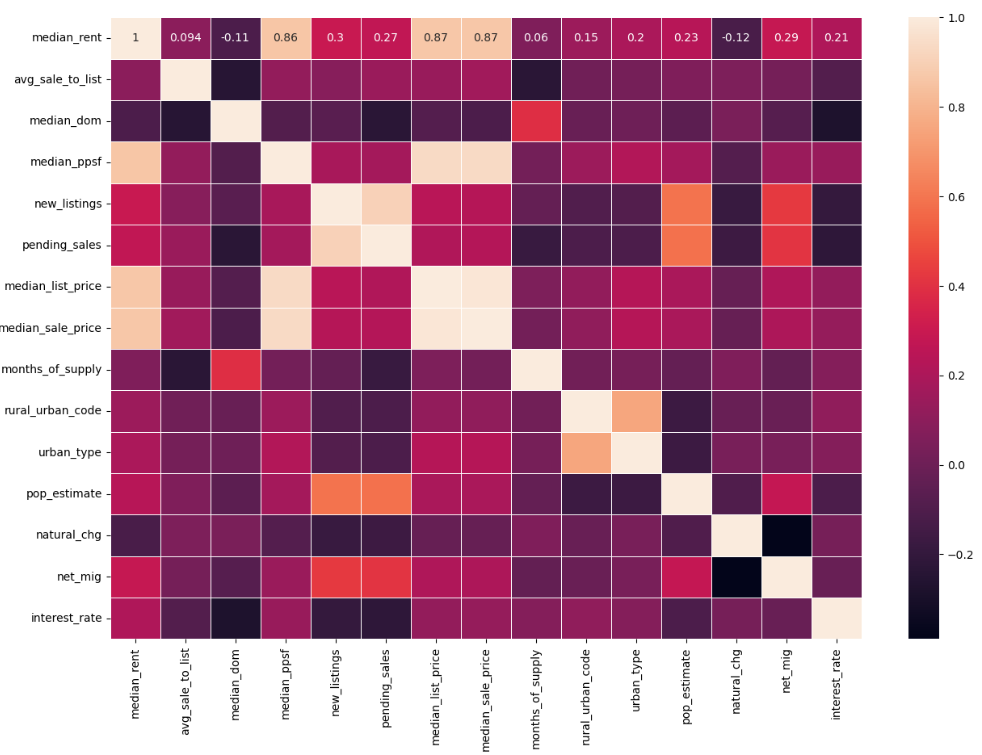 median_rent 1 0.094 -0.11 0.86 0.3 0.27 0.87 0.87 0.06 0.15 0.2 0.23 -0.12 0.29 0.21
avg_sale_to_list
median_dom
median_ppsf
new_listings
pending_sales
median_list_price
median_sale_price
months_of_supply
rural_urban_code
urban_type
pop_estimate
natural_chg
net_mig
interest_rate
median_rent
avg_sale_to_list
median_dom
median_ppsf
new_listings
pending_sales
median_list_price
median_sale_price
months_of_supply
rural_urban_code
urban_type
pop_estimate
natural_chg
net_mig
interest_rate
1.0
0.8
0.6
0.4
0.2
0.0
−0.2